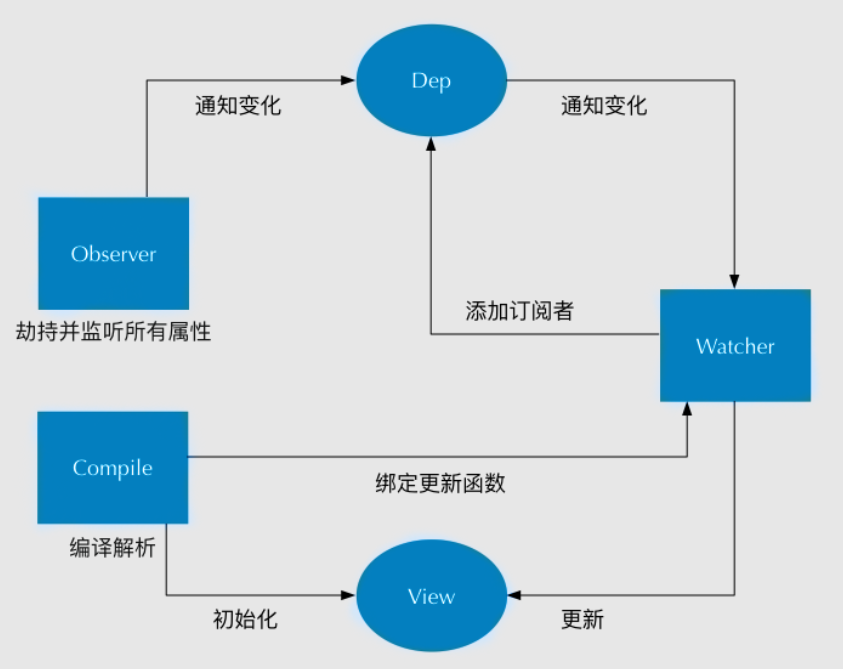 Dep
通知变化
通知变化
Observer
劫持并监听所有属性
添加订阅者
Watcher
Compile
绑定更新函数
编译解析
View
初始化
更新